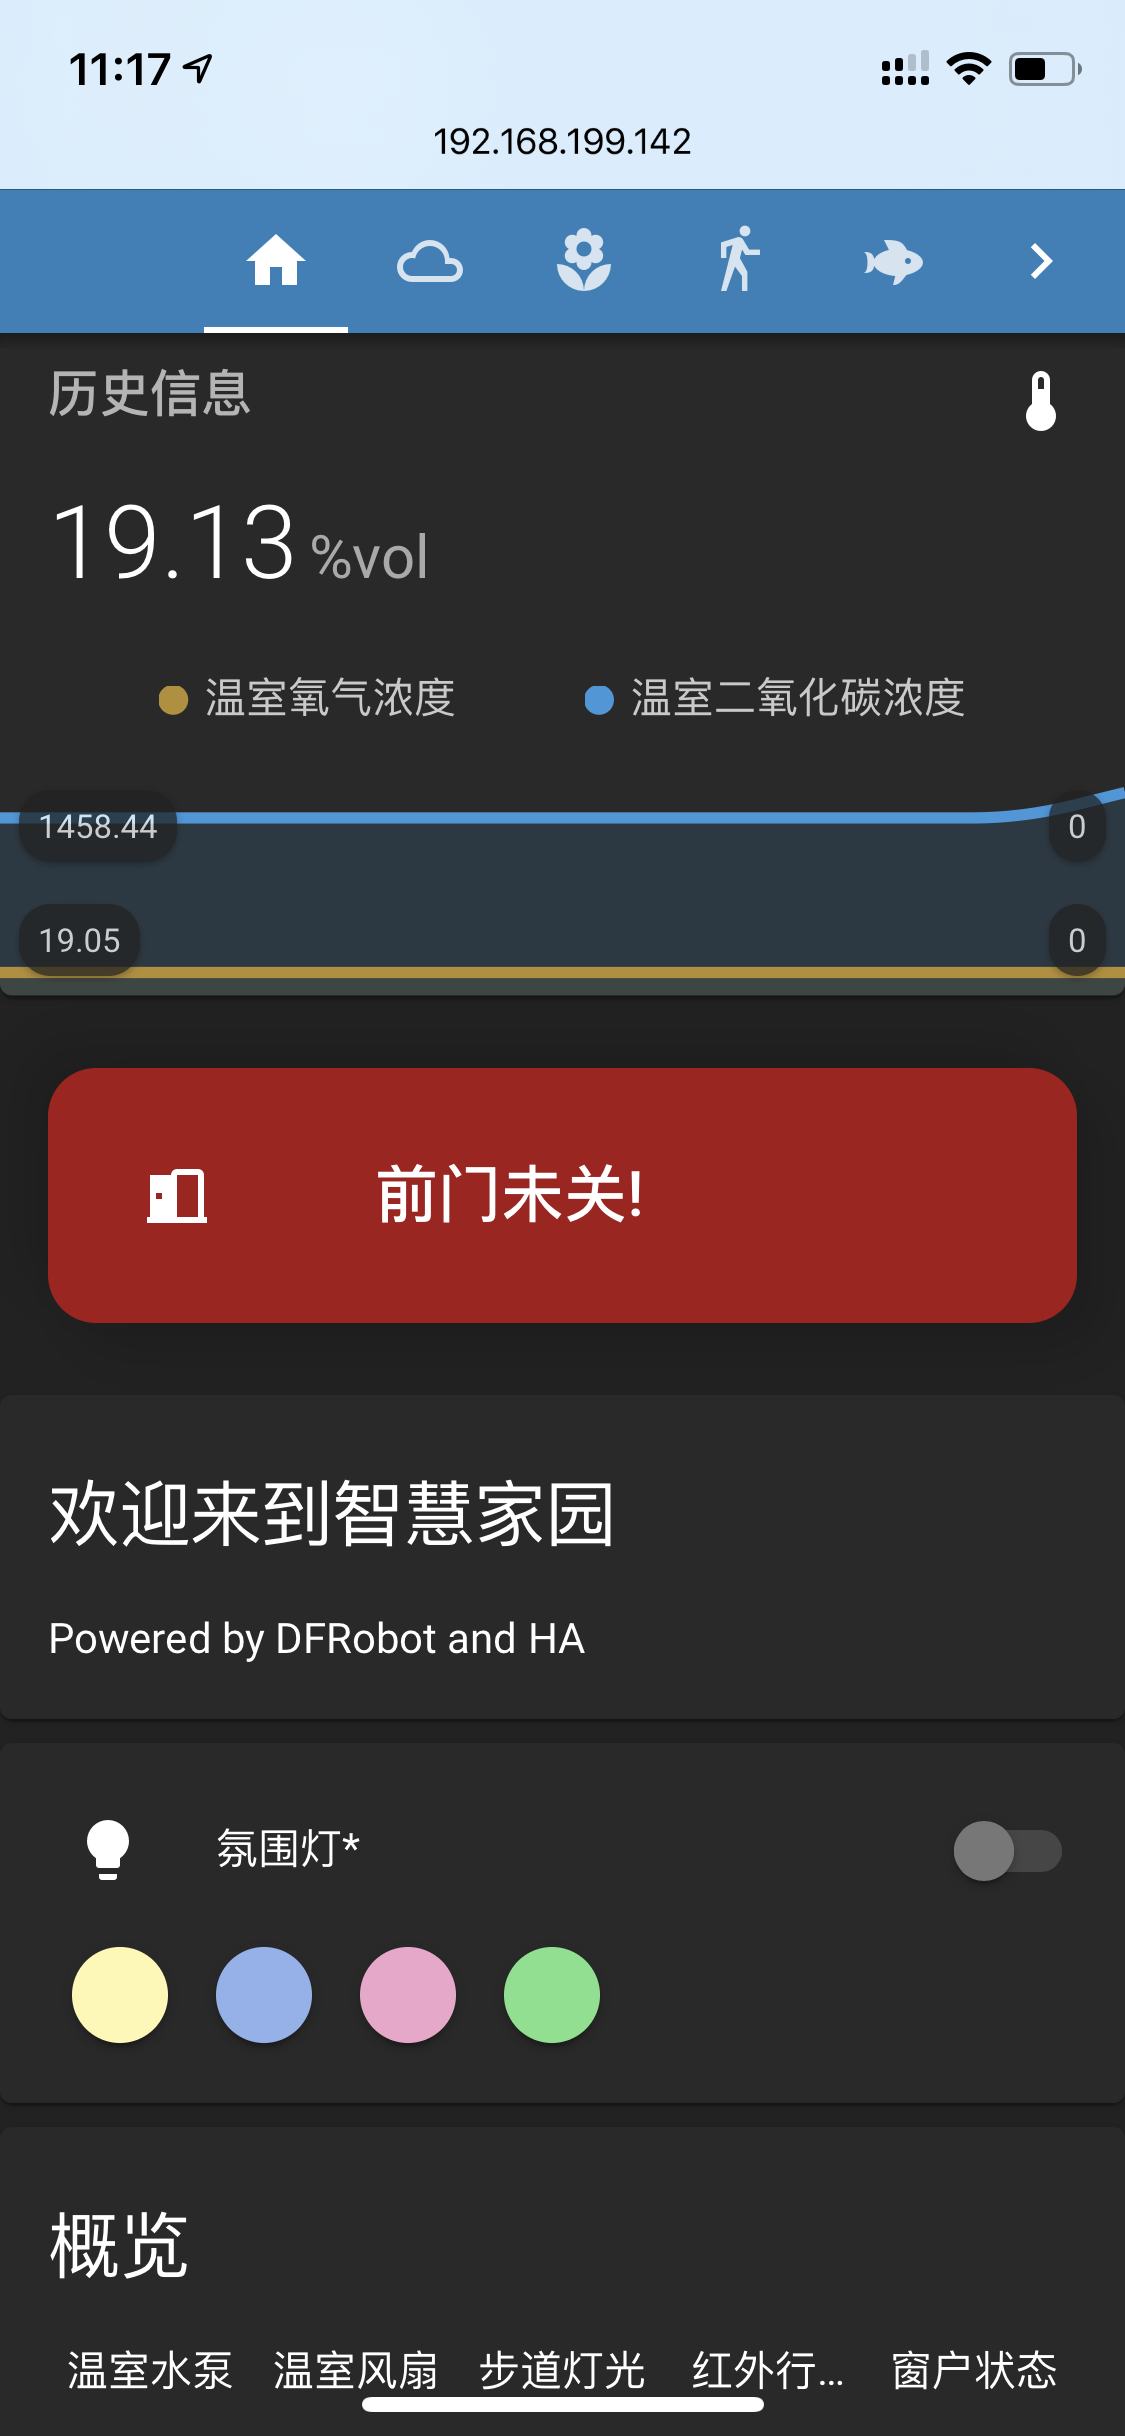 11:17
192.168.199.142
历史信息
19.13 %vol
温室氧气浓度 温室二氧化碳浓度
1458.44 0
19.05 0
前门未关!
欢迎来到智慧家园
Powered by DFRobot and HA
氛围灯*
概览
温室水泵 温室风扇 步道灯光 红外行... 窗户状态